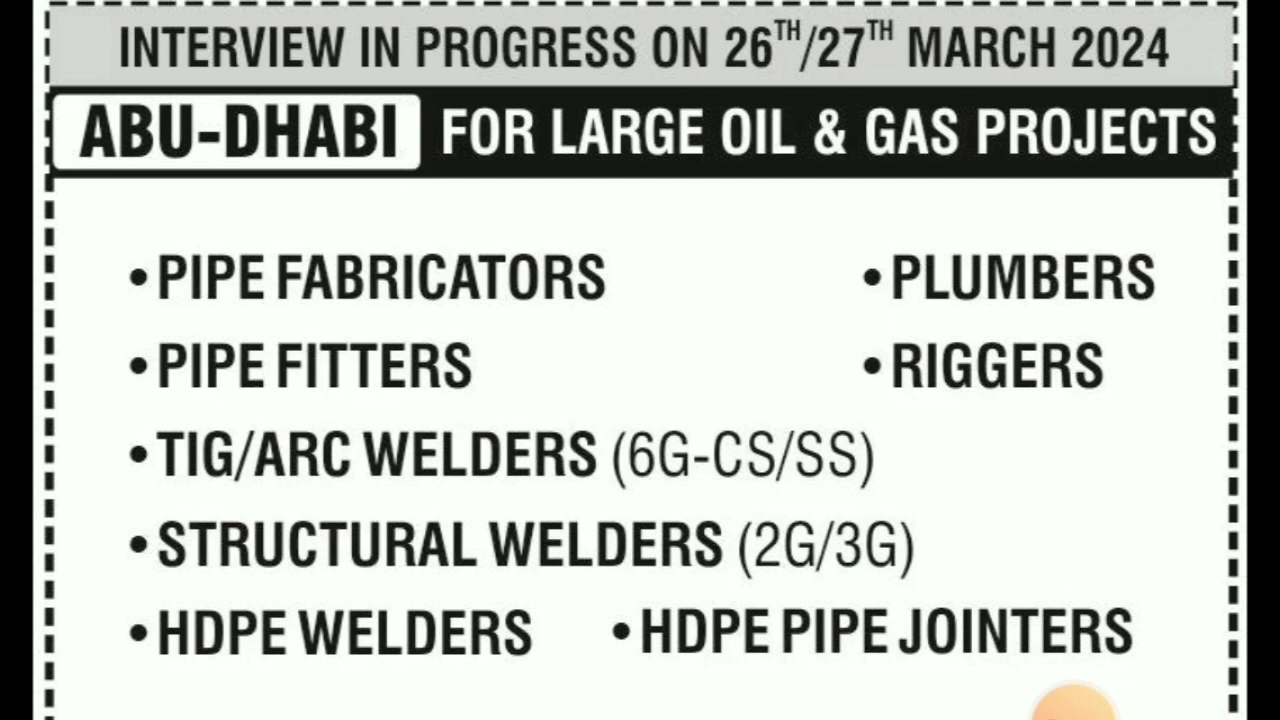 INTERVIEW IN PROGRESS ON 26TH/27TH MARCH 2024
ABU-DHABI FOR LARGE OIL & GAS PROJECTS
• PIPE FABRICATORS • PLUMBERS
• PIPE FITTERS • RIGGERS
• TIG/ARC WELDERS (6G-CS/SS)
• STRUCTURAL WELDERS (2G/3G)
• HDPE WELDERS • HDPE PIPE JOINTERS